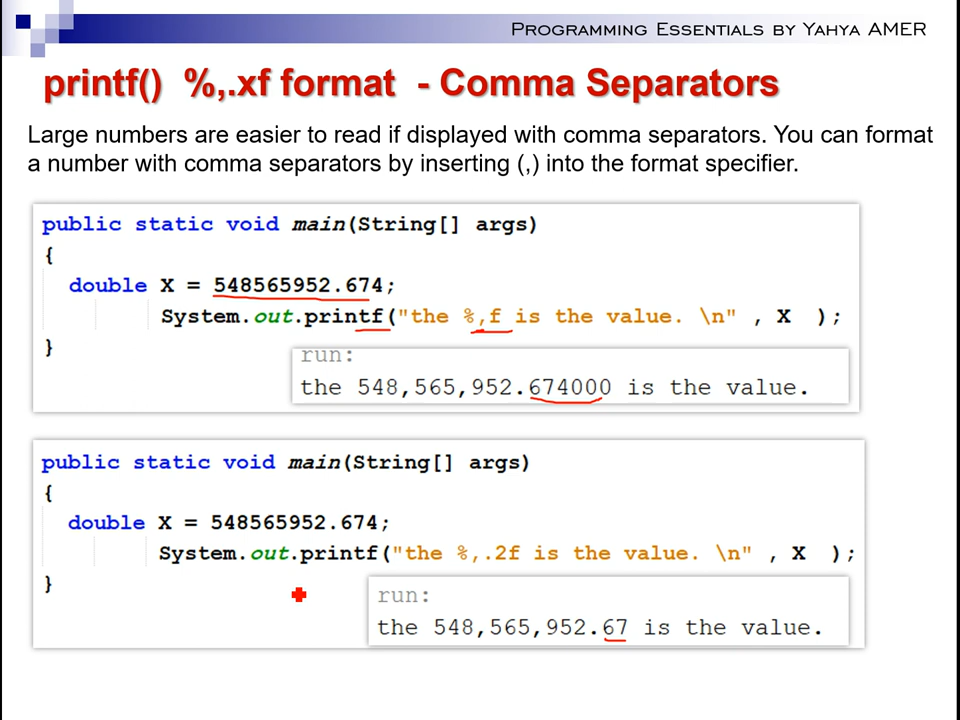 PROGRAMMING ESSENTIALS BY YAHYA AMER
printf() %,.xf format - Comma Separators
Large numbers are easier to read if displayed with comma separators. You can format
a number with comma separators by inserting (,) into the format specifier.
public static void main(String[] args)
{
double X = 548565952.674;
System.out.printf("the %,f is the value. \n" , X );
}
run:
the 548,565,952.674000 is the value.
public static void main(String[] args)
{
double X = 548565952.674;
System.out.printf("the %,.2f is the value. \n" , X );
}
run:
the 548,565,952.67 is the value.